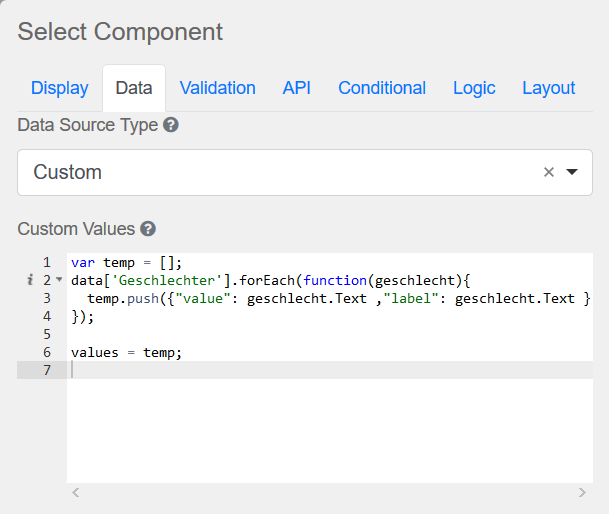 Select Component
Display Data Validation API Conditional Logic Layout
Data Source Type ?
Custom × 
Custom Values ?
1 var temp = [];
i 2 data['Geschlechter'].forEach(function(geschlecht){
3   temp.push({"value": geschlecht.Text ,"label": geschlecht.Text }
4 });
5
6 values = temp;
7